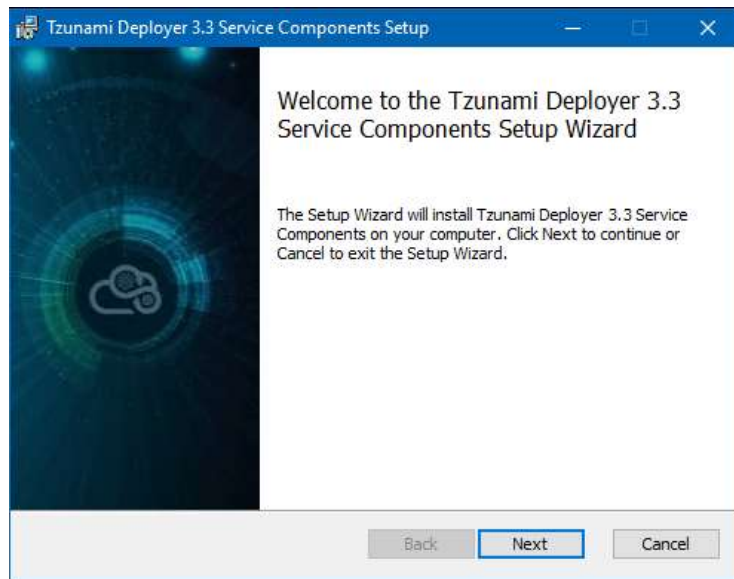 Tzunami Deployer 3.3 Service Components Setup
Welcome to the Tzunami Deployer 3.3
Service Components Setup Wizard
The Setup Wizard will install Tzunami Deployer 3.3 Service
Components on your computer. Click Next to continue or
Cancel to exit the Setup Wizard.
Back Next Cancel